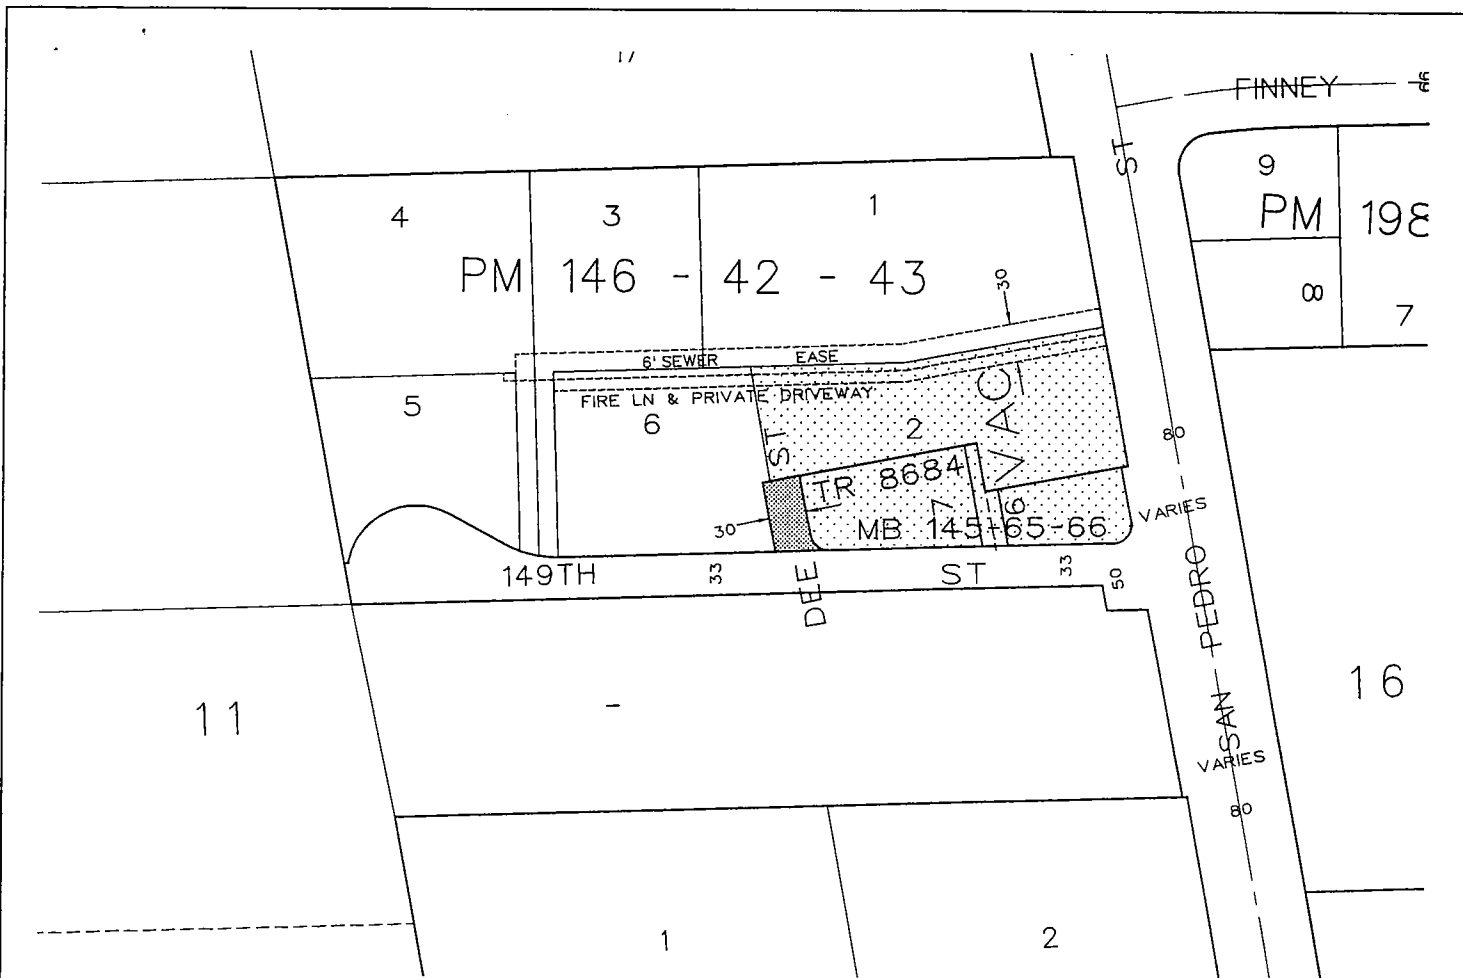 17
FINNEY
66
ST
9
4
3
1
PM 198
PM 146 - 42 - 43
30
8
7
6' SEWER EASE
FIRE LN & PRIVATE DRIVEWAY
5
6
2
VAC
ST
80
TR 8684
7
6
VARIES
30
MB 145-65-66
149TH
33
DEE
ST
33
50
SAN PEDRO
11
-
16
VARIES
80
1
2